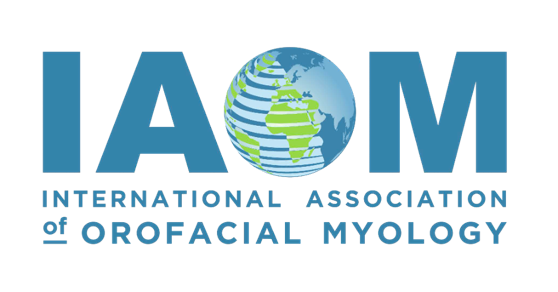 IAOM
INTERNATIONAL ASSOCIATION
of OROFACIAL MYOLOGY